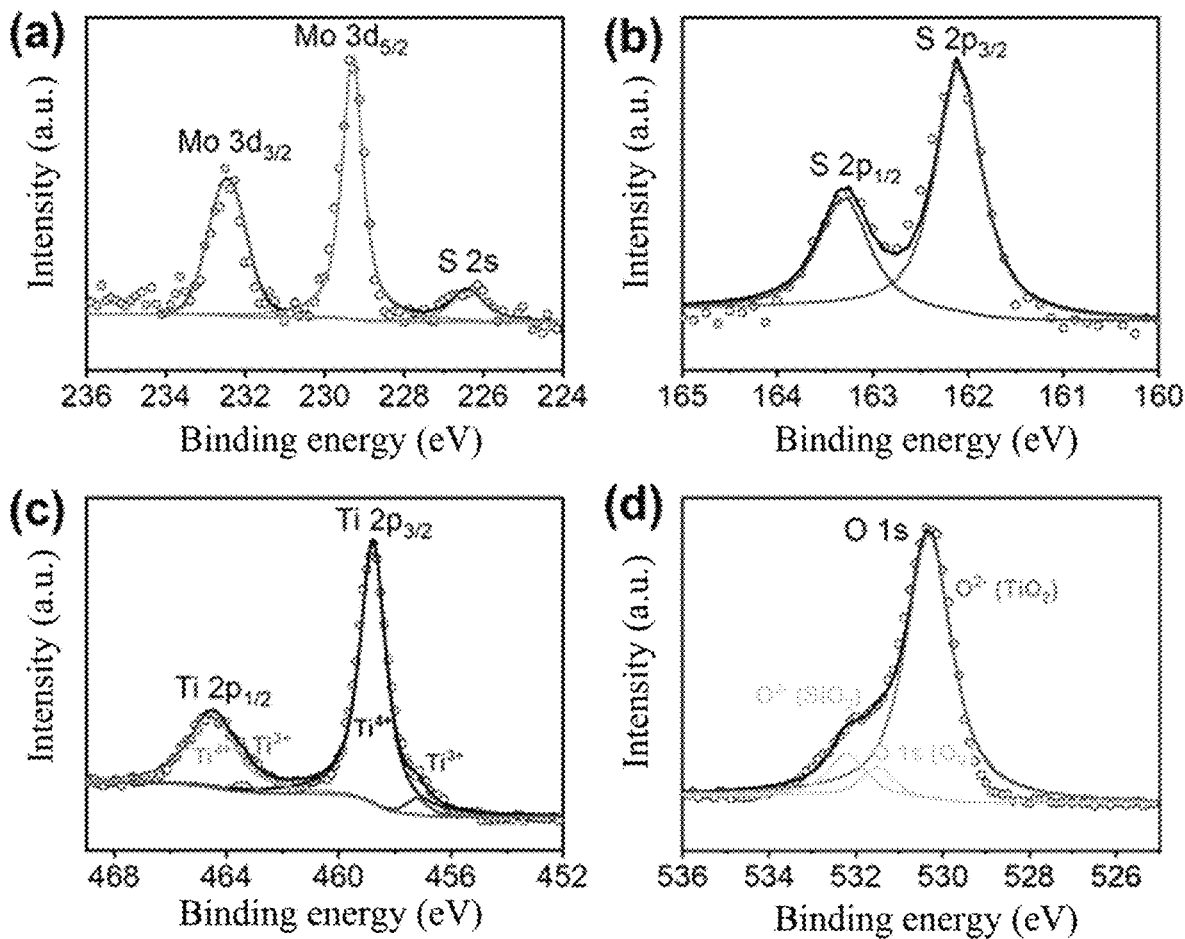 (a)
Mo 3d5/2
Mo 3d3/2
S 2s
Intensity (a.u.)
236 234 232 230 228 226 224
Binding energy (eV)
(b)
S 2p3/2
S 2p1/2
Intensity (a.u.)
165 164 163 162 161 160
Binding energy (eV)
(c)
Ti 2p3/2
Ti 2p1/2
Ti4+ Ti3+
Ti4+
Ti3+
Intensity (a.u.)
468 464 460 456 452
Binding energy (eV)
(d)
O 1s
O2- (TiO2)
O2- (SiO2)
O 1s
Intensity (a.u.)
536 534 532 530 528 526
Binding energy (eV)